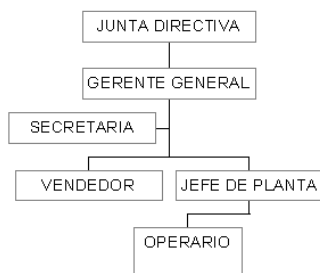 JUNTA DIRECTIVA
GERENTE GENERAL
SECRETARIA
VENDEDOR
JEFE DE PLANTA
OPERARIO